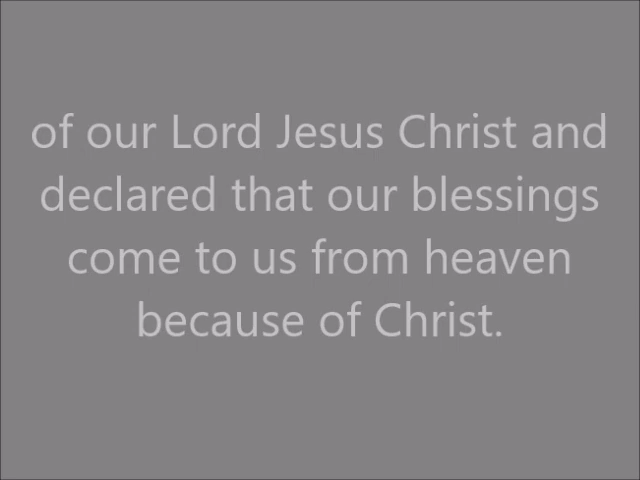 of our Lord Jesus Christ and
declared that our blessings
come to us from heaven
because of Christ.